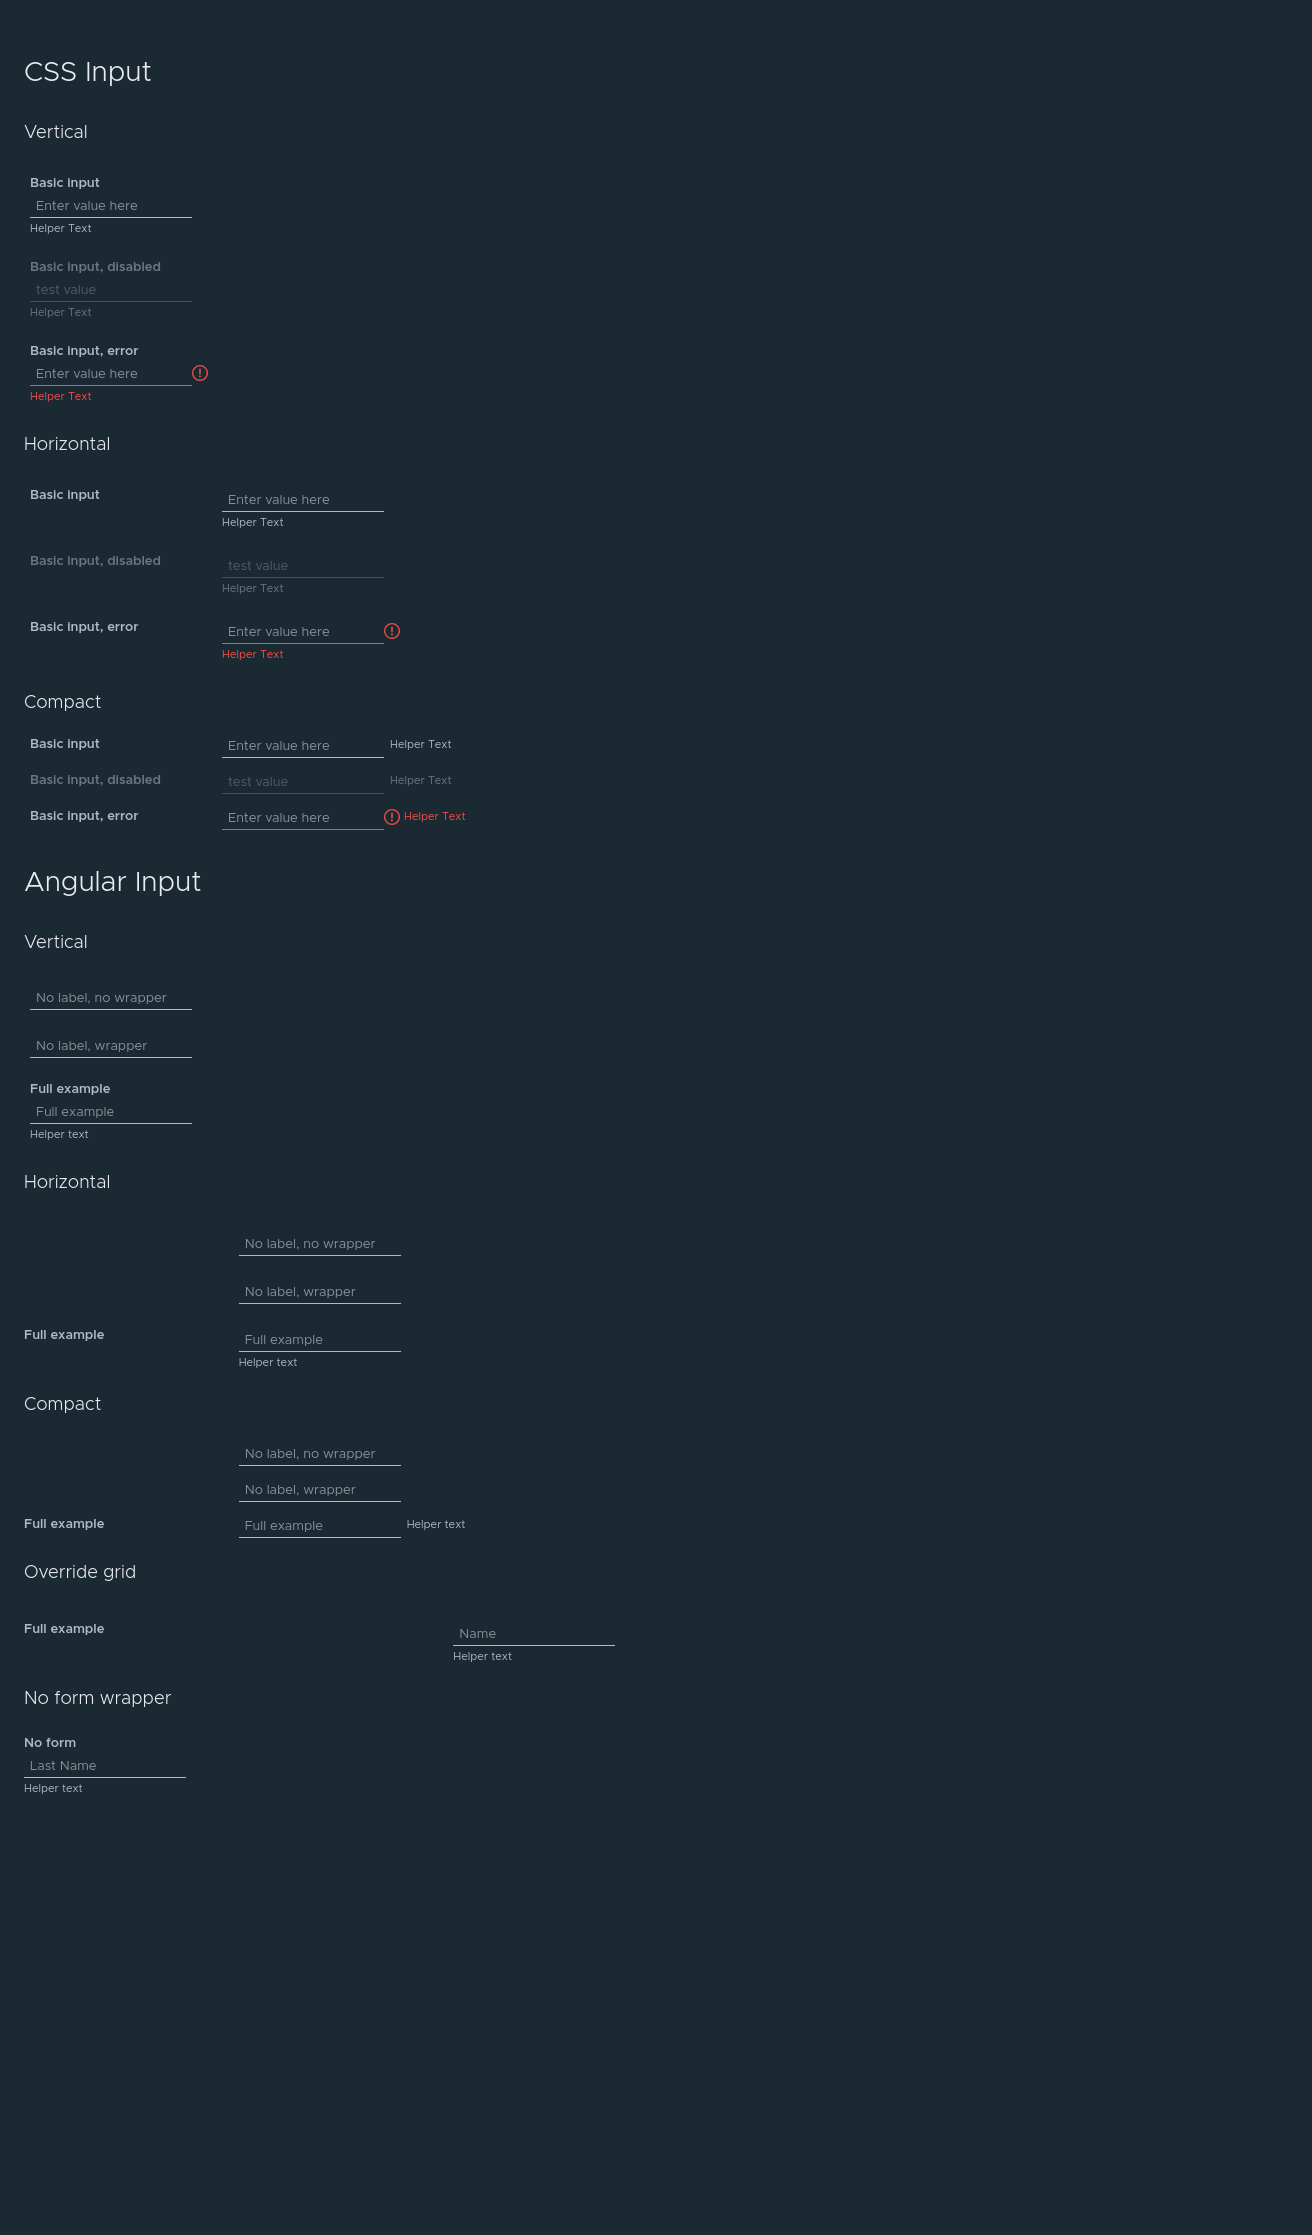 CSS Input
Vertical
Basic input
Enter value here
Helper Text
Basic input, disabled
test value
Helper Text
Basic input, error
Enter value here
Helper Text
Horizontal
Basic input
Enter value here
Helper Text
Basic input, disabled
test value
Helper Text
Basic input, error
Enter value here
Helper Text
Compact
Basic input Enter value here Helper Text
Basic input, disabled test value Helper Text
Basic input, error Enter value here Helper Text
Angular Input
Vertical
No label, no wrapper
No label, wrapper
Full example
Full example
Helper text
Horizontal
No label, no wrapper
No label, wrapper
Full example
Full example
Helper text
Compact
No label, no wrapper
No label, wrapper
Full example Full example Helper text
Override grid
Full example
Name
Helper text
No form wrapper
No form
Last Name
Helper text